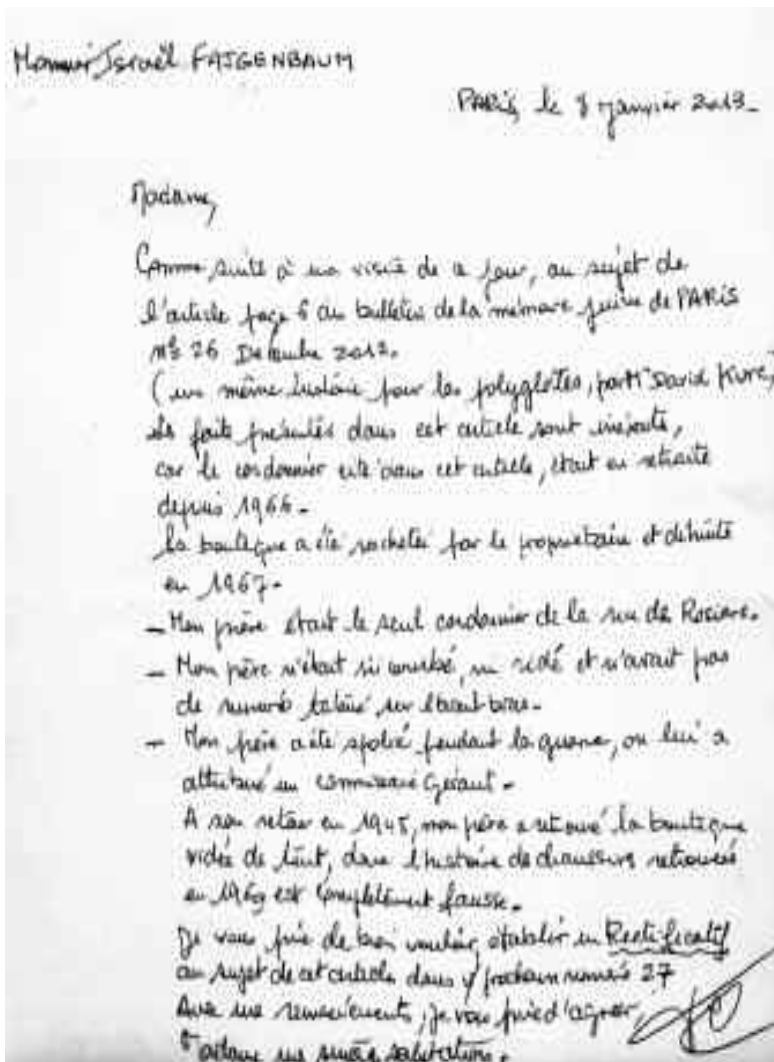 Monsieur Israël FAJGENBAUM
PARIS, le 8 janvier 2013.
Madame,
Comme suite à ma visite de ce jour, au sujet de
l'article page 6 du bulletin de la mémoire juive de PARIS
n° 26 Décembre 2012.
(une même histoire pour les polyglotes, par Mr David
les faits présentés dans cet article sont inexacts,
car le cordonnier cité dans cet article, était en retraite
depuis 1966.
La boutique a été rachetée par le propriétaire et détruite
en 1967.
- Mon père était le seul cordonnier de la rue des Rosiers.
- Mon père n'était ni courbé, ni ridé et n'avait pas
de numéro tatoué sur l'avant bras.
- Mon père a été spolié pendant la guerre, on lui a
attribué un commissaire Gérant.
A son retour en 1945, mon père a retrouvé la boutique
vidée de tout, donc l'histoire de chaussures retrouvées
en 1969 est complètement fausse.
Je vous prie de bien vouloir, établir un Rectificatif
au sujet de cet article dans prochain numéro 27
Avec mes remerciements, je vous prie d'agréer,
Madame mes salutations.